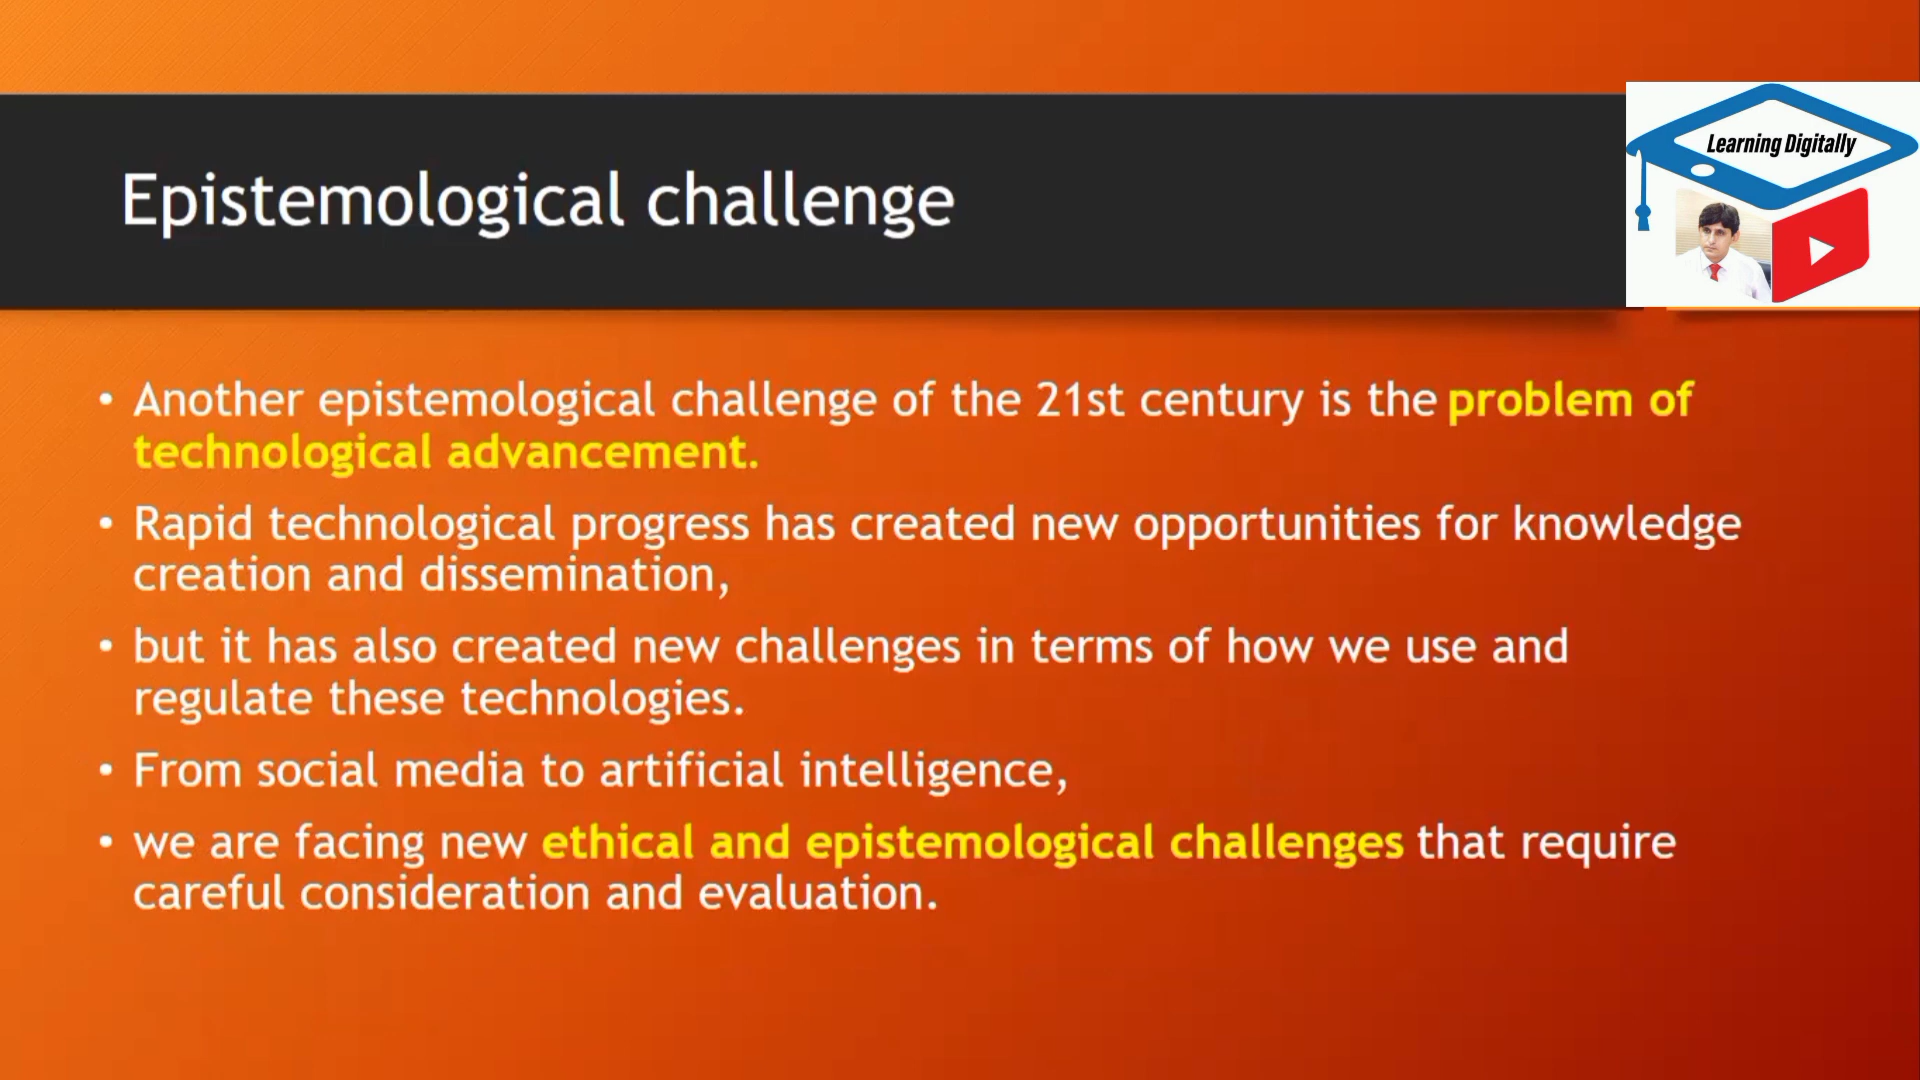 Learning Digitally
Epistemological challenge
• Another epistemological challenge of the 21st century is the problem of
technological advancement.
• Rapid technological progress has created new opportunities for knowledge
creation and dissemination,
• but it has also created new challenges in terms of how we use and
regulate these technologies.
• From social media to artificial intelligence,
• we are facing new ethical and epistemological challenges that require
careful consideration and evaluation.